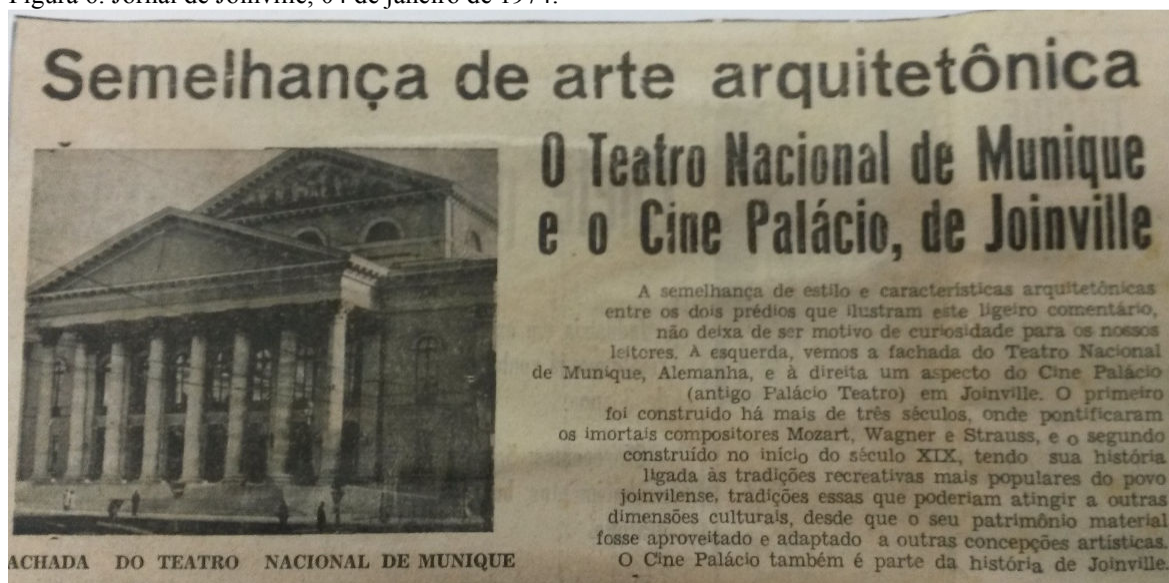 Figura 6: Jornal de Joinville, 04 de janeiro de 1974.
Semelhança de arte arquitetônica
O Teatro Nacional de Munique
e o Cine Palácio, de Joinville
A semelhança de estilo e características arquitetônicas
entre os dois prédios que ilustram este ligeiro comentário,
não deixa de ser motivo de curiosidade para os nossos
leitores. À esquerda, vemos a fachada do Teatro Nacional
de Munique, Alemanha, e à direita um aspecto do Cine Palácio
(antigo Palácio Teatro) em Joinville. O primeiro
foi construido há mais de três séculos, onde pontificaram
os imortais compositores Mozart, Wagner e Strauss, e o segundo
construído no início do século XIX, tendo sua história
ligada às tradições recreativas mais populares do povo
joinvilense, tradições essas que poderiam atingir a outras
dimensões culturais, desde que o seu patrimônio material
fosse aproveitado e adaptado a outras concepções artísticas.
O Cine Palácio também é parte da história de Joinville.
ACHADA DO TEATRO NACIONAL DE MUNIQUE